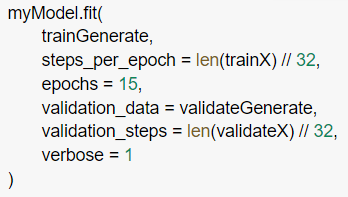 myModel.fit(
trainGenerate,
steps_per_epoch = len(trainX) // 32,
epochs = 15,
validation_data = validateGenerate,
validation_steps = len(validateX) // 32,
verbose = 1
)